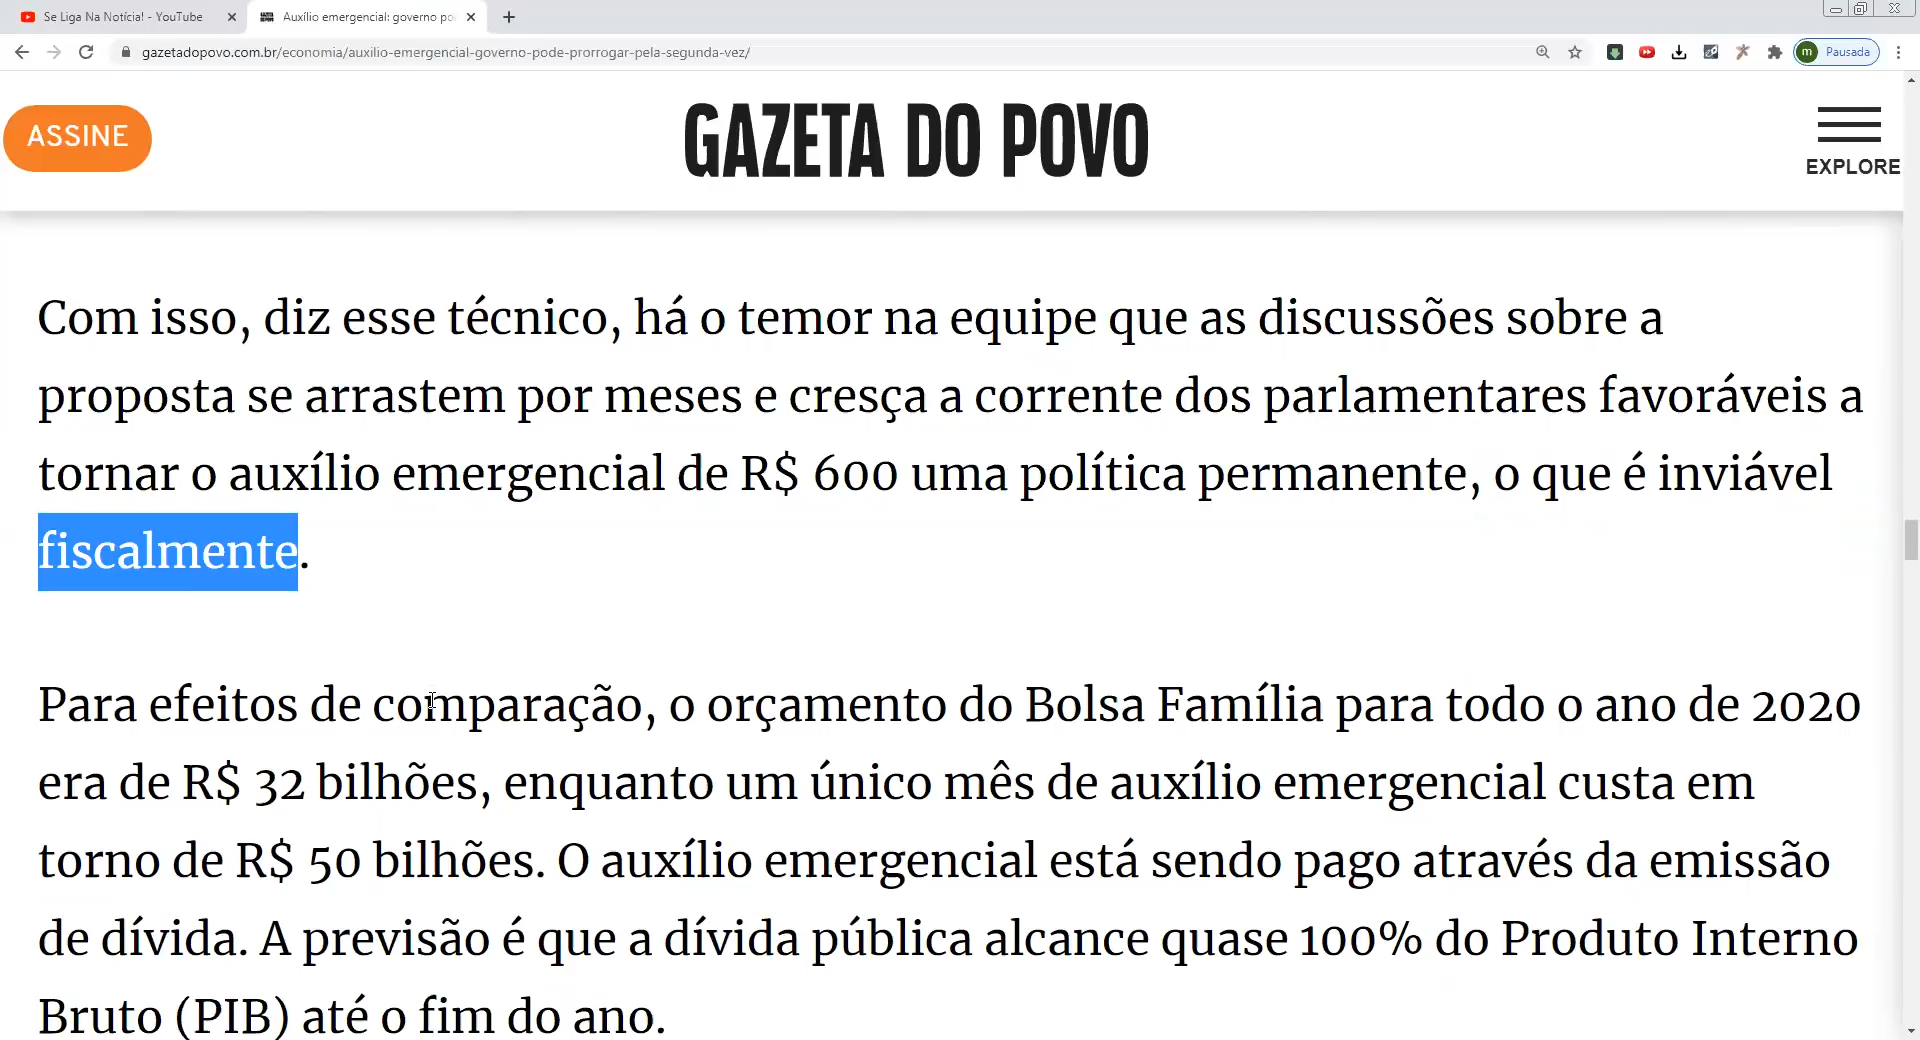 Se Liga Na Notícia! - YouTube
Auxílio emergencial: governo po
gazetadopovo.com.br/economia/auxilio-emergencial-governo-pode-prorrogar-pela-segunda-vez/
m Pausada
ASSINE
GAZETA DO POVO
EXPLORE
Com isso, diz esse técnico, há o temor na equipe que as discussões sobre a
proposta se arrastem por meses e cresça a corrente dos parlamentares favoráveis a
tornar o auxílio emergencial de R$ 600 uma política permanente, o que é inviável
fiscalmente.
Para efeitos de comparação, o orçamento do Bolsa Família para todo o ano de 2020
era de R$ 32 bilhões, enquanto um único mês de auxílio emergencial custa em
torno de R$ 50 bilhões. O auxílio emergencial está sendo pago através da emissão
de dívida. A previsão é que a dívida pública alcance quase 100% do Produto Interno
Bruto (PIB) até o fim do ano.